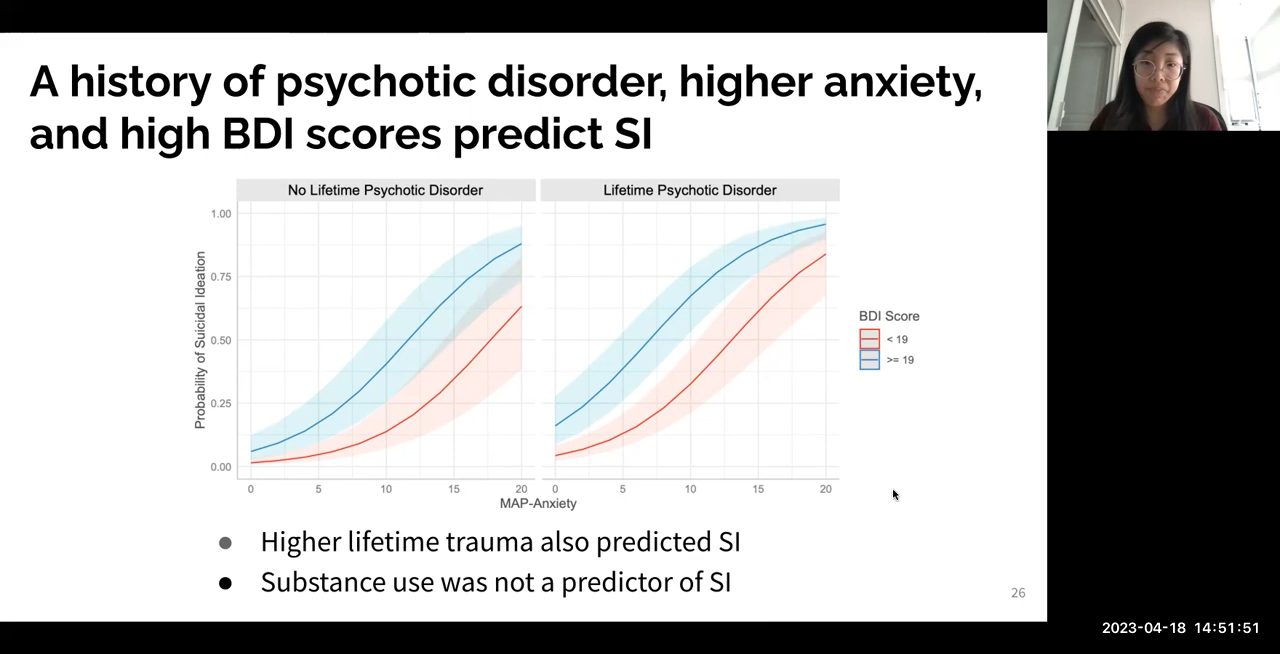 A history of psychotic disorder, higher anxiety,
and high BDI scores predict SI
No Lifetime Psychotic Disorder
Lifetime Psychotic Disorder
Probability of Suicidal Ideation
1.00
0.75
0.50
0.25
0.00
0 5 10 15 20
0 5 10 15 20
MAP-Anxiety
BDI Score
< 19
>= 19
● Higher lifetime trauma also predicted SI
● Substance use was not a predictor of SI
26
2023-04-18 14:51:51